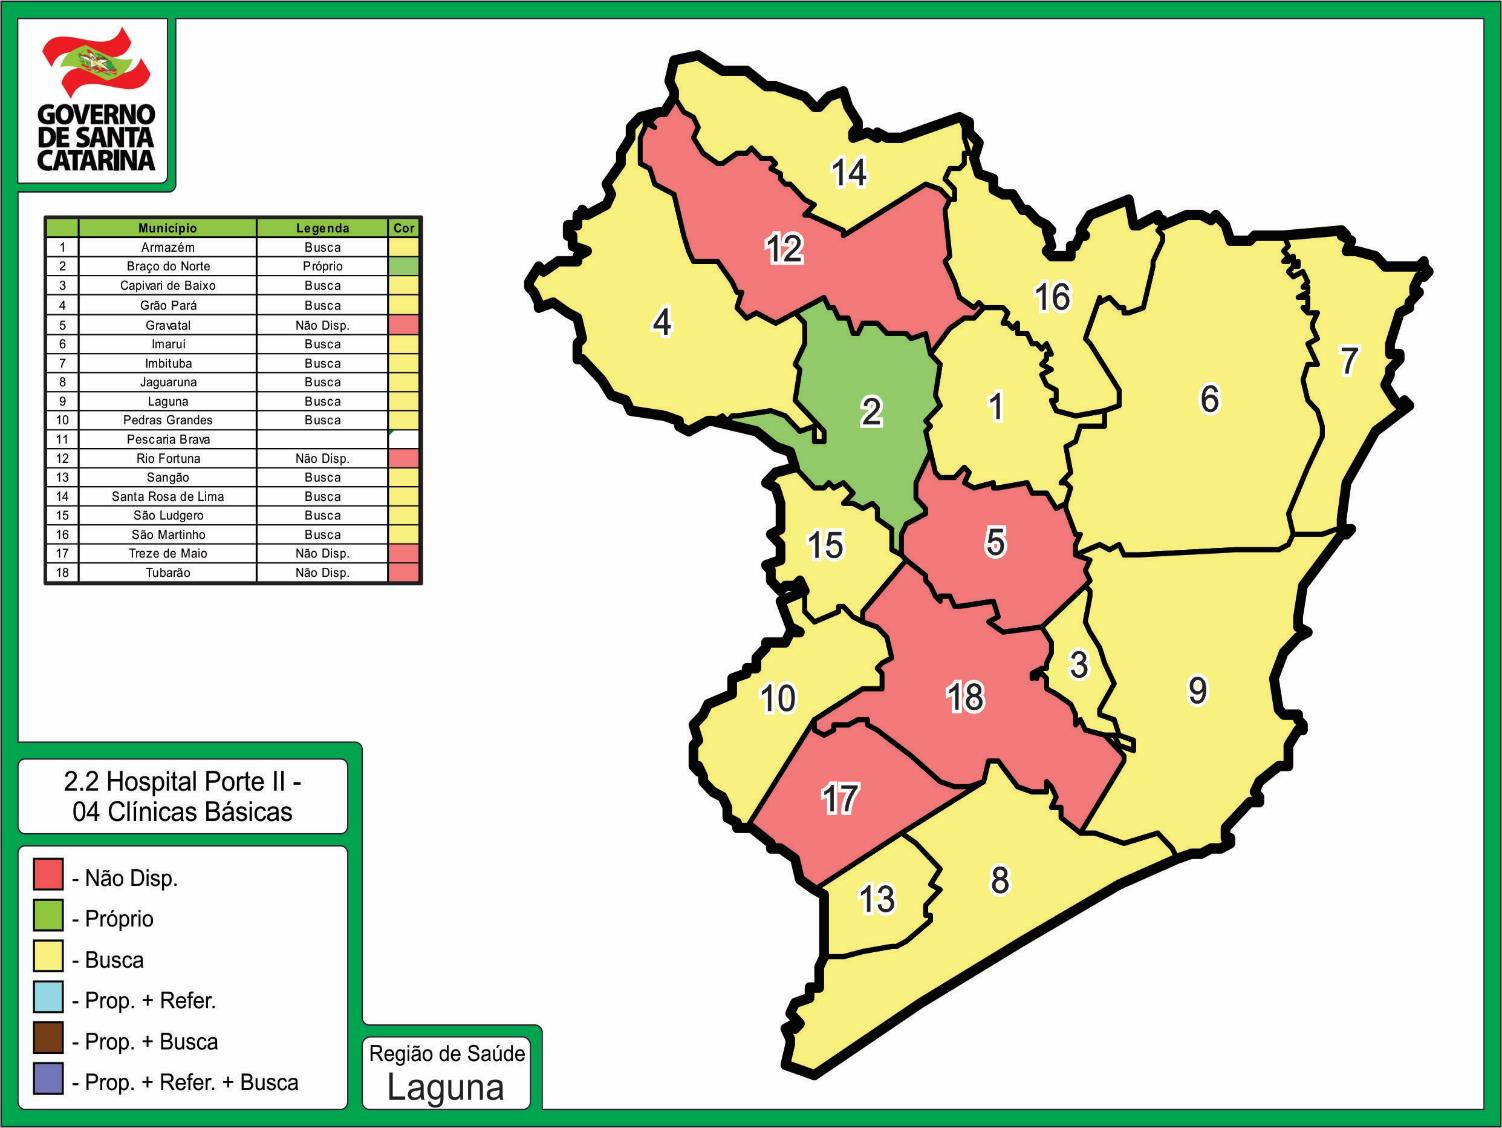 GOVERNO
DE SANTA
CATARINA
Município Legenda Cor
1 Armazém Busca
2 Braço do Norte Próprio
3 Capivari de Baixo Busca
4 Grão Pará Busca
5 Gravatal Não Disp.
6 Imaruí Busca
7 Imbituba Busca
8 Jaguaruna Busca
9 Laguna Busca
10 Pedras Grandes Busca
11 Pescaria Brava
12 Rio Fortuna Não Disp.
13 Sangão Busca
14 Santa Rosa de Lima Busca
15 São Ludgero Busca
16 São Martinho Busca
17 Treze de Maio Não Disp.
18 Tubarão Não Disp.
14
12
16
4
7
6
2
1
5
15
3
18
10
9
17
8
13
2.2 Hospital Porte II -
04 Clínicas Básicas
- Não Disp.
- Próprio
- Busca
- Prop. + Refer.
- Prop. + Busca
- Prop. + Refer. + Busca
Região de Saúde
Laguna